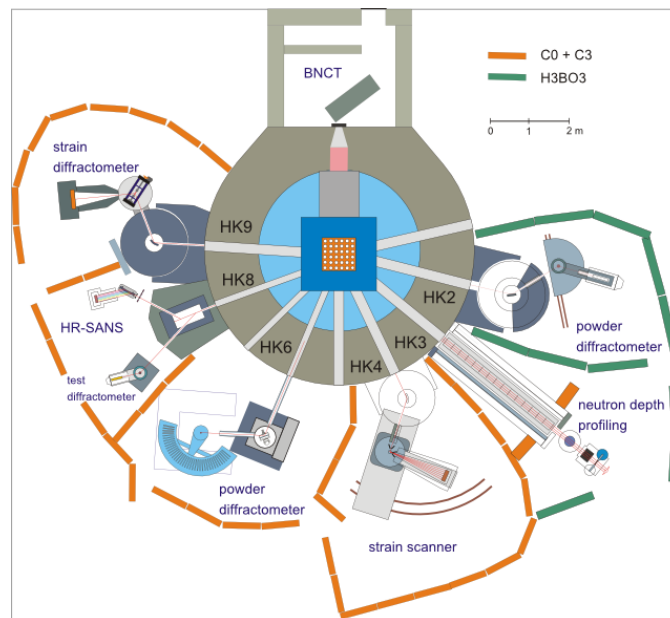 BNCT
C0 + C3
H3BO3
0 1 2 m
strain
diffractometer
HK9
HK8
HK2
HR-SANS
HK6
HK3
HK4
powder
diffractometer
test diffractometer
neutron depth
profiling
powder
diffractometer
strain scanner